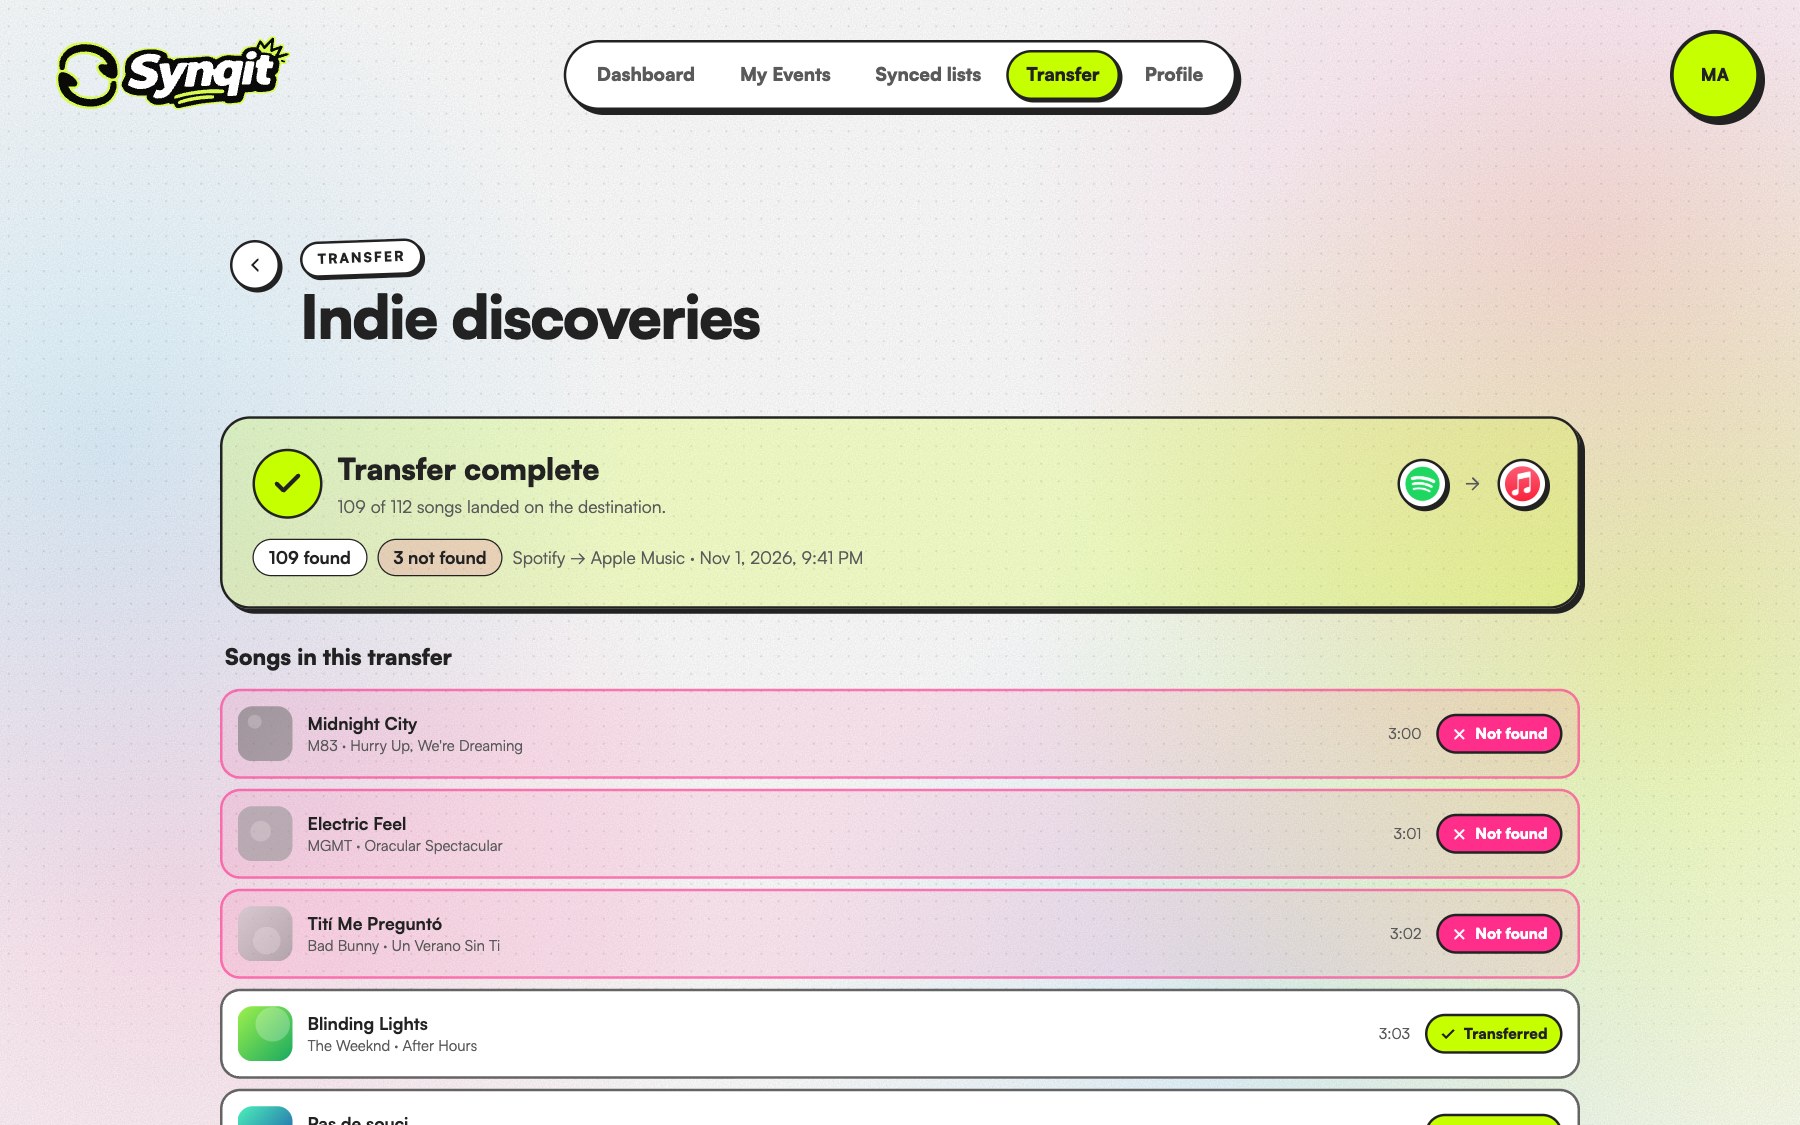 Synqit
Dashboard
My Events
Synced lists
Transfer
Profile
MA
TRANSFER
Indie discoveries
Transfer complete
109 of 112 songs landed on the destination.
109 found
3 not found
Spotify → Apple Music · Nov 1, 2026, 9:41 PM
Songs in this transfer
Midnight City
M83 · Hurry Up, We're Dreaming
3:00
Not found
Electric Feel
MGMT · Oracular Spectacular
3:01
Not found
Tití Me Preguntó
Bad Bunny · Un Verano Sin Ti
3:02
Not found
Blinding Lights
The Weeknd · After Hours
3:03
Transferred
Pas de souci